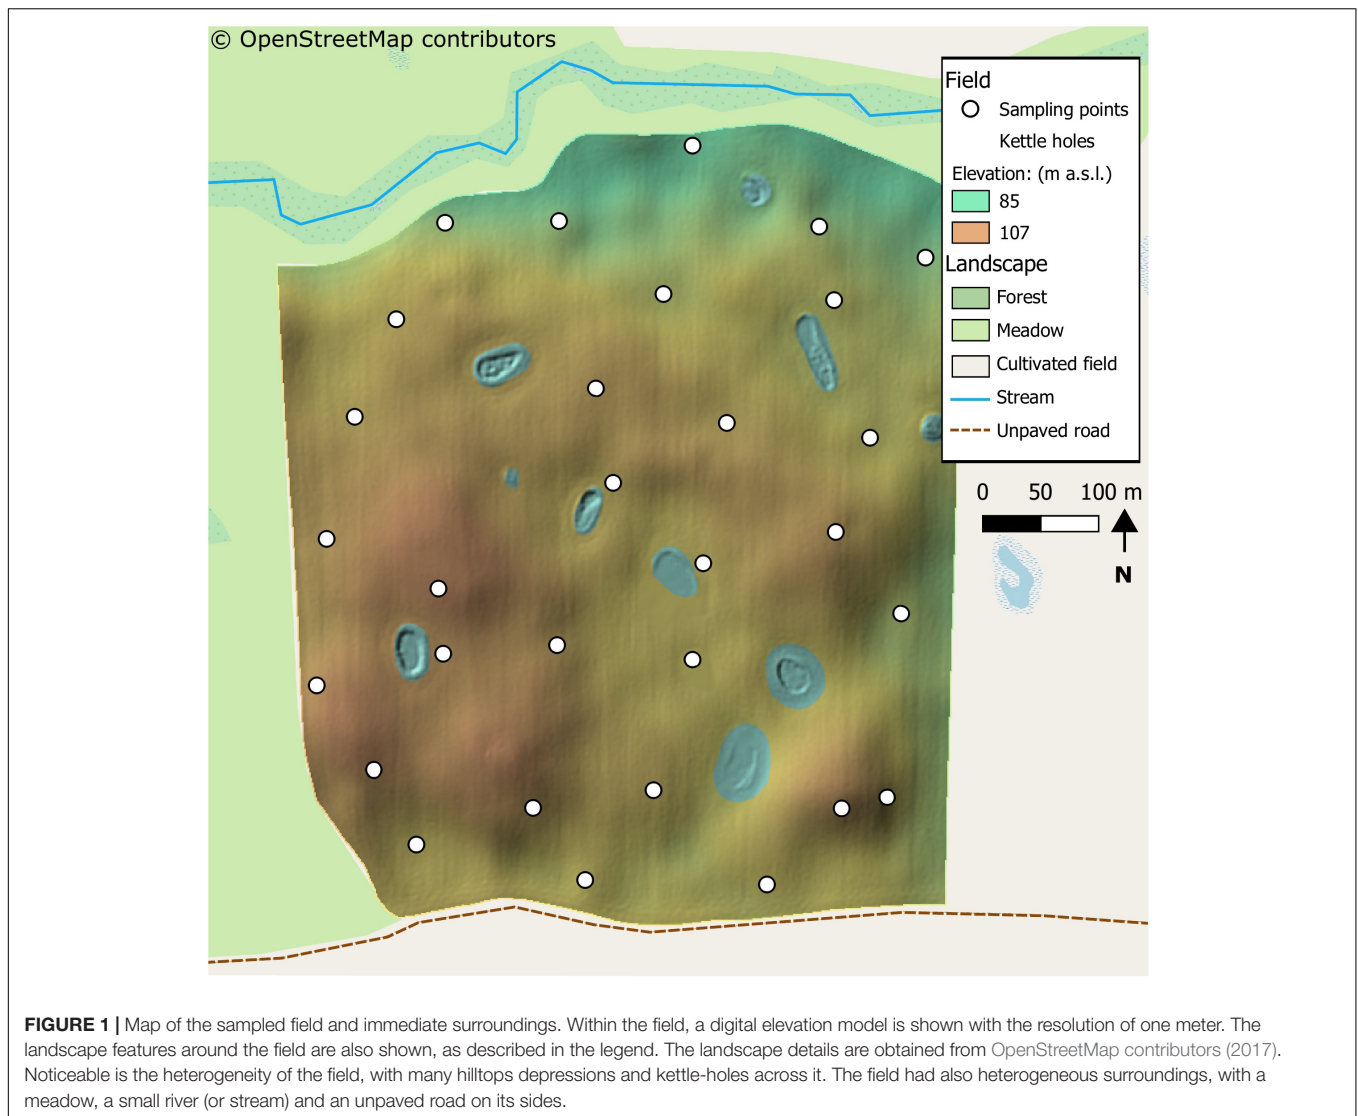 © OpenStreetMap contributors
Field
Sampling points
Kettle holes
Elevation: (m a.s.l.)
85
107
Landscape
Forest
Meadow
Cultivated field
Stream
Unpaved road
0 50 100 m
N
FIGURE 1 | Map of the sampled field and immediate surroundings. Within the field, a digital elevation model is shown with the resolution of one meter. The
landscape features around the field are also shown, as described in the legend. The landscape details are obtained from OpenStreetMap contributors (2017).
Noticeable is the heterogeneity of the field, with many hilltops depressions and kettle-holes across it. The field had also heterogeneous surroundings, with a
meadow, a small river (or stream) and an unpaved road on its sides.